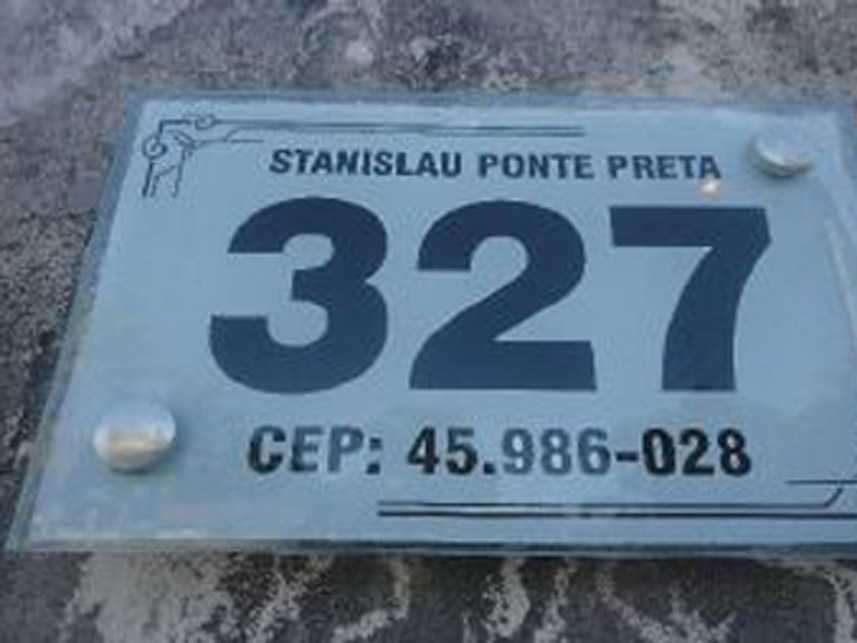 STANISLAU PONTE PRETA
327
CEP: 45.986-028